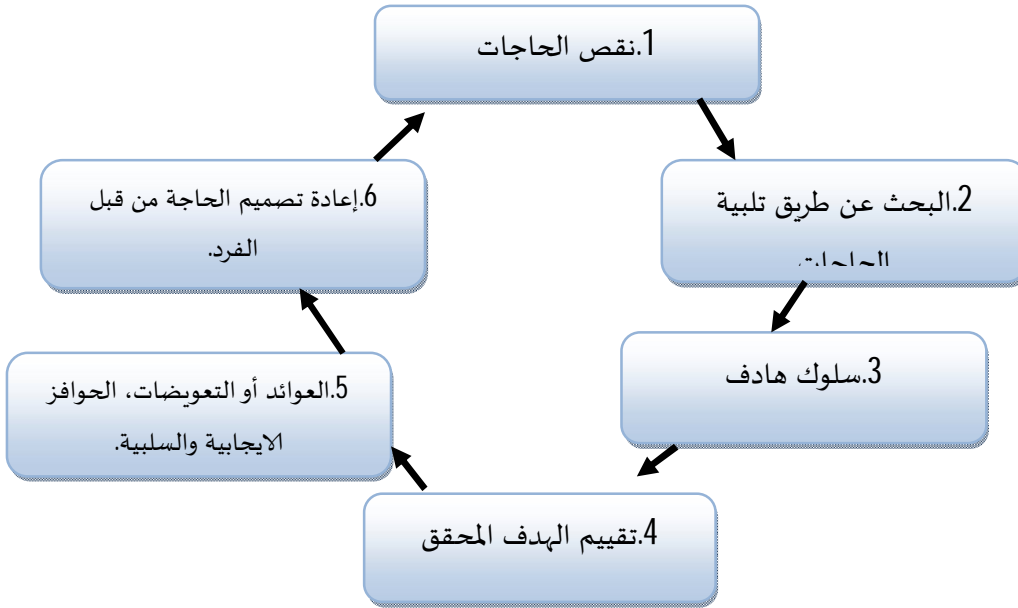 1.نقص الحاجات
2.البحث عن طريق تلبية
الحاجات
3.سلوك هادف
4.تقييم الهدف المحقق
5.العوائد أو التعويضات، الحوافز
الايجابية والسلبية.
6.إعادة تصميم الحاجة من قبل
الفرد.